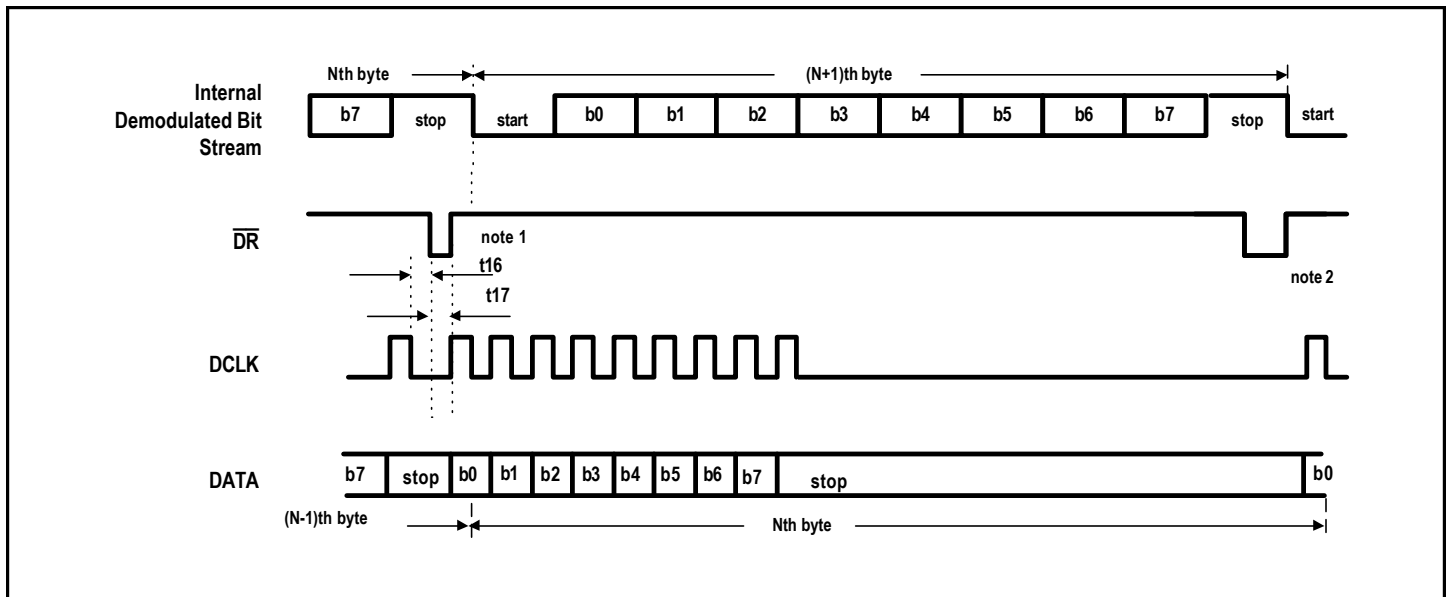 Nth byte
(N+1)th byte
Internal
Demodulated Bit
Stream
b7 stop start b0 b1 b2 b3 b4 b5 b6 b7 stop start
DR
note 1
t16
note 2
t17
DCLK
DATA
b7 stop b0 b1 b2 b3 b4 b5 b6 b7 stop b0
(N-1)th byte
Nth byte